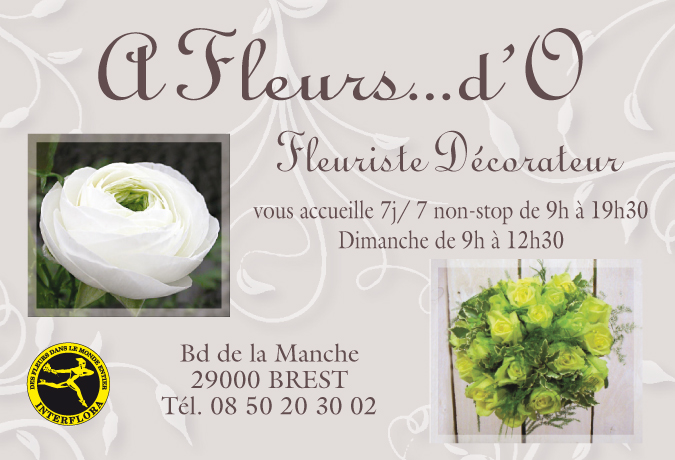 A Fleurs...d'O
Fleuriste Décorateur
vous accueille 7j/ 7 non-stop de 9h à 19h30
Dimanche de 9h à 12h30
Bd de la Manche
29000 BREST
Tél. 08 50 20 30 02
DES FLEURS DANS LE MONDE ENTIER
INTERFLORA